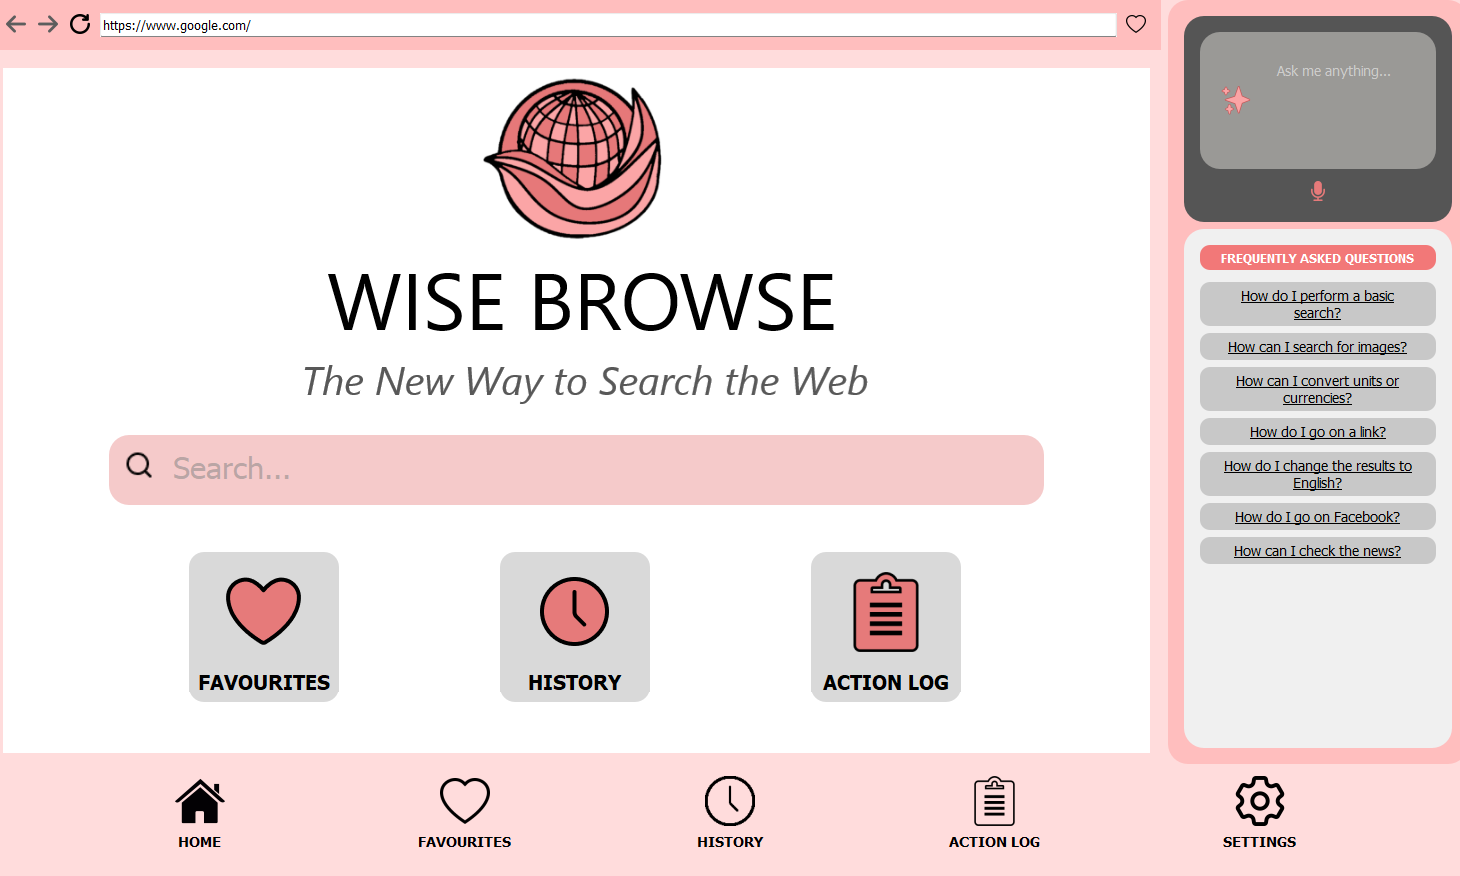 https://www.google.com/
Ask me anything...
WISE BROWSE
The New Way to Search the Web
Search...
FAVOURITES
HISTORY
ACTION LOG
FREQUENTLY ASKED QUESTIONS
How do I perform a basic
search?
How can I search for images?
How can I convert units or
currencies?
How do I go on a link?
How do I change the results to
English?
How do I go on Facebook?
How can I check the news?
HOME
FAVOURITES
HISTORY
ACTION LOG
SETTINGS